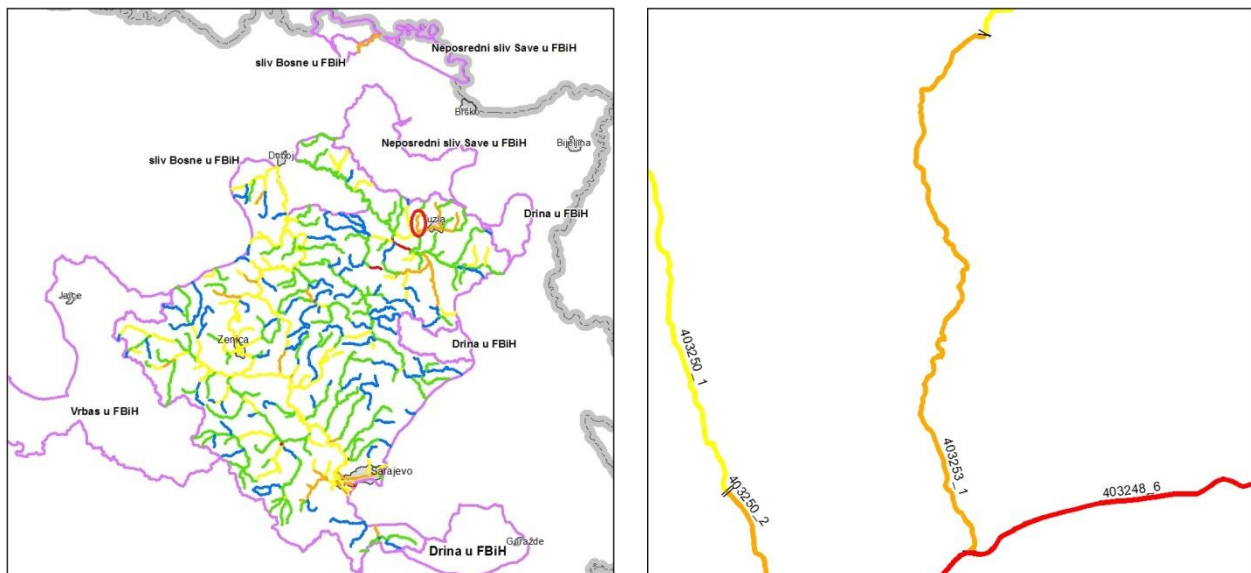 Neposredni sliv Save u FBiH
sliv Bosne u FBiH
Brčko
Bijeljina
Neposredni sliv Save u FBiH
sliv Bosne u FBiH
Doboj
Drina u FBiH
Jajce
Zenica
Drina u FBiH
Vrbas u FBiH
Sarajevo
Drina u FBiH
Goražde
403250_1
403250_2
403253_1
403248_6